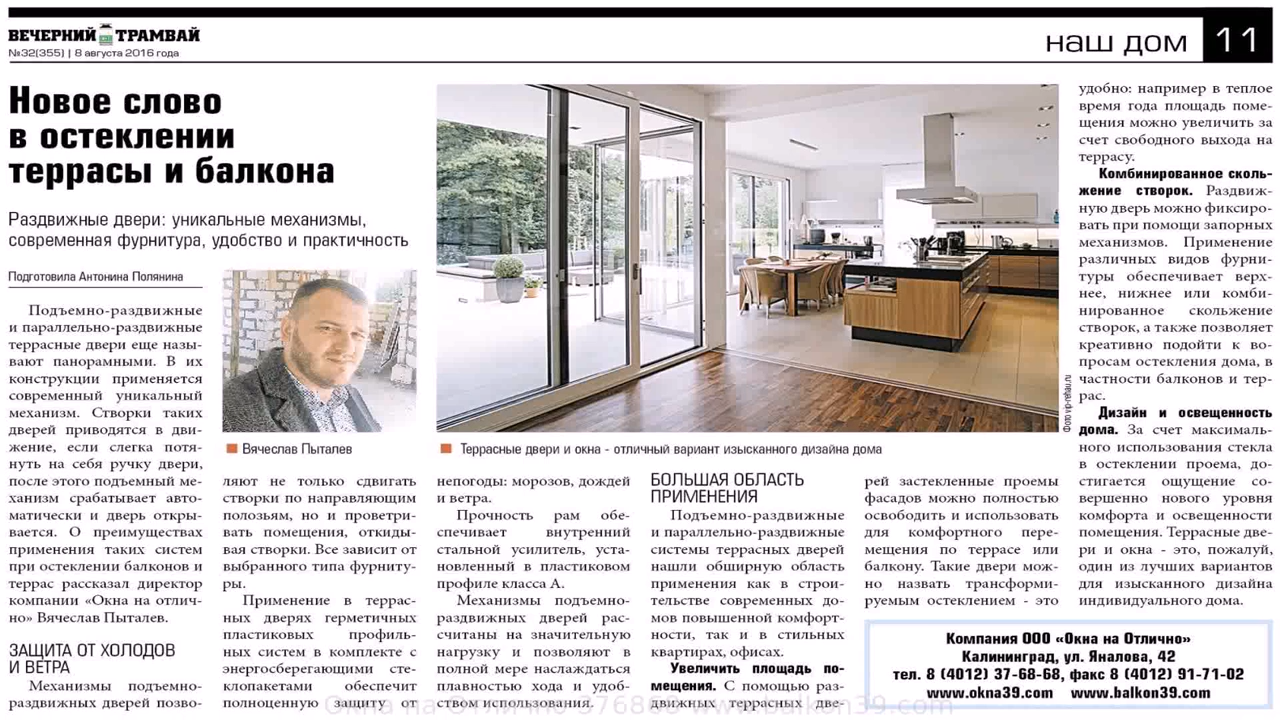 ВЕЧЕРНИЙ ТРАМВАЙ
№32(355) | 8 августа 2016 года
наш дом 11
Новое слово
в остеклении
террасы и балкона
Раздвижные двери: уникальные механизмы,
современная фурнитура, удобство и практичность
Подготовила Антонина Полянина
Подъемно-раздвижные
и параллельно-раздвижные
террасные двери еще назы-
вают панорамными. В их
конструкции применяется
современный уникальный
механизм. Створки таких
дверей приводятся в дви-
жение, если слегка потя-
нуть на себя ручку двери,
после этого подъемный ме-
ханизм срабатывает авто-
матически и дверь откры-
вается. О преимуществах
применения таких систем
при остеклении балконов и
террас рассказал директор
компании «Окна на отлич-
но» Вячеслав Пыталев.
ЗАЩИТА ОТ ХОЛОДОВ
И ВЕТРА
Механизмы подъемно-
раздвижных дверей позво-
Вячеслав Пыталев
ляют не только сдвигать
створки по направляющим
полозьям, но и проветри-
вать помещения, откиды-
вая створки. Все зависит от
выбранного типа фурниту-
ры.
Применение в террас-
ных дверях герметичных
пластиковых профиль-
ных систем в комплекте с
энергосберегающими сте-
клопакетами обеспечит
полноценную защиту от
Фото vip-rehau.ru
Террасные двери и окна - отличный вариант изысканного дизайна дома
непогоды: морозов, дождей
и ветра.
Прочность рам обе-
спечивает внутренний
стальной усилитель, уста-
новленный в пластиковом
профиле класса А.
Механизмы подъемно-
раздвижных дверей рас-
считаны на значительную
нагрузку и позволяют в
полной мере наслаждаться
плавностью хода и удоб-
ством использования.
БОЛЬШАЯ ОБЛАСТЬ
ПРИМЕНЕНИЯ
Подъемно-раздвижные
и параллельно-раздвижные
системы террасных дверей
нашли обширную область
применения как в строи-
тельстве современных до-
мов повышенной комфорт-
ности, так и в стильных
квартирах, офисах.
Увеличить площадь по-
мещения. С помощью раз-
движных террасных две-
рей застекленные проемы
фасадов можно полностью
освободить и использовать
для комфортного пере-
мещения по террасе или
балкону. Такие двери мож-
но назвать трансформи-
руемым остеклением - это
удобно: например в теплое
время года площадь поме-
щения можно увеличить за
счет свободного выхода на
террасу.
Комбинированное сколь-
жение створок. Раздвиж-
ную дверь можно фиксиро-
вать при помощи запорных
механизмов. Применение
различных видов фурни-
туры обеспечивает верх-
нее, нижнее или комби-
нированное скольжение
створок, а также позволяет
креативно подойти к во-
просам остекления дома, в
частности балконов и тер-
рас.
Дизайн и освещенность
дома. За счет максималь-
ного использования стекла
в остеклении проема, до-
стигается ощущение со-
вершенно нового уровня
комфорта и освещенности
помещения. Террасные две-
ри и окна - это, пожалуй,
один из лучших вариантов
для изысканного дизайна
индивидуального дома.
Компания ООО «Окна на Отлично»
Калининград, ул. Яналова, 42
тел. 8 (4012) 37-68-68, факс 8 (4012) 91-71-02
www.okna39.com www.balkon39.com
Окна на Отлично 376868 www.balkon39.com